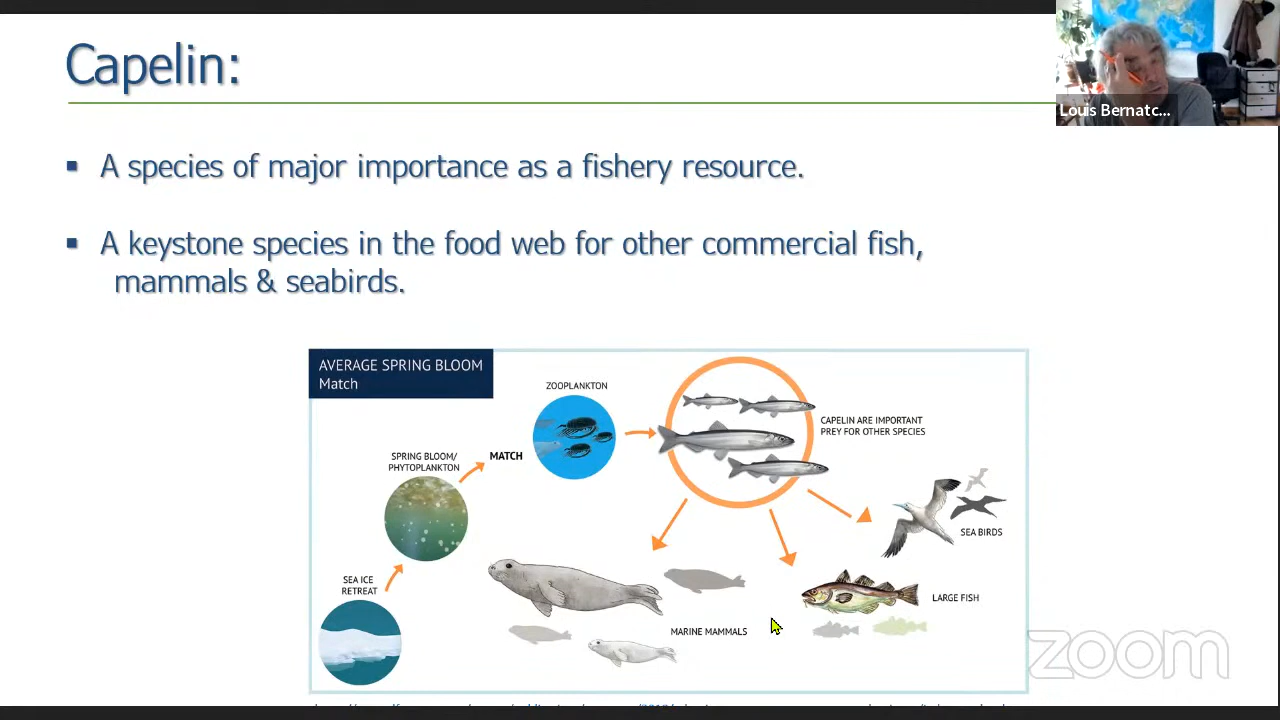 Capelin:
Louis Bernatc...
▪ A species of major importance as a fishery resource.
▪ A keystone species in the food web for other commercial fish,
mammals & seabirds.
AVERAGE SPRING BLOOM
Match
ZOOPLANKTON
CAPELIN ARE IMPORTANT
PREY FOR OTHER SPECIES
SPRING BLOOM/
PHYTOPLANKTON
MATCH
SEA BIRDS
SEA ICE
RETREAT
LARGE FISH
MARINE MAMMALS
zoom